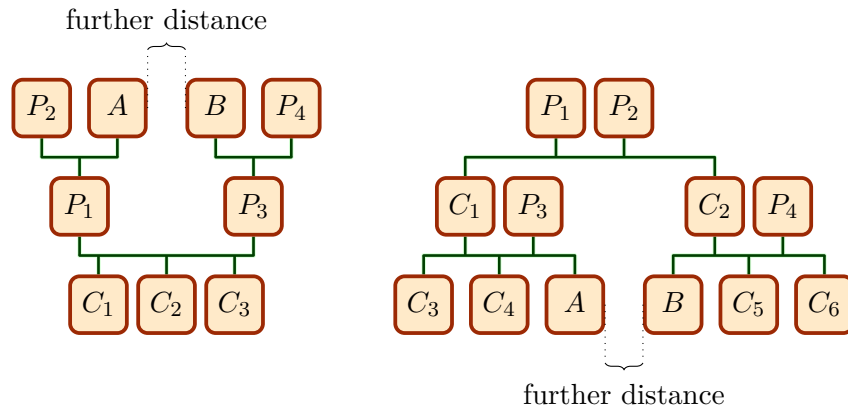 further distance
P2 A B P4
P1 P3
C1 C2 C3
P1 P2
C1 P3 C2 P4
C3 C4 A B C5 C6
further distance